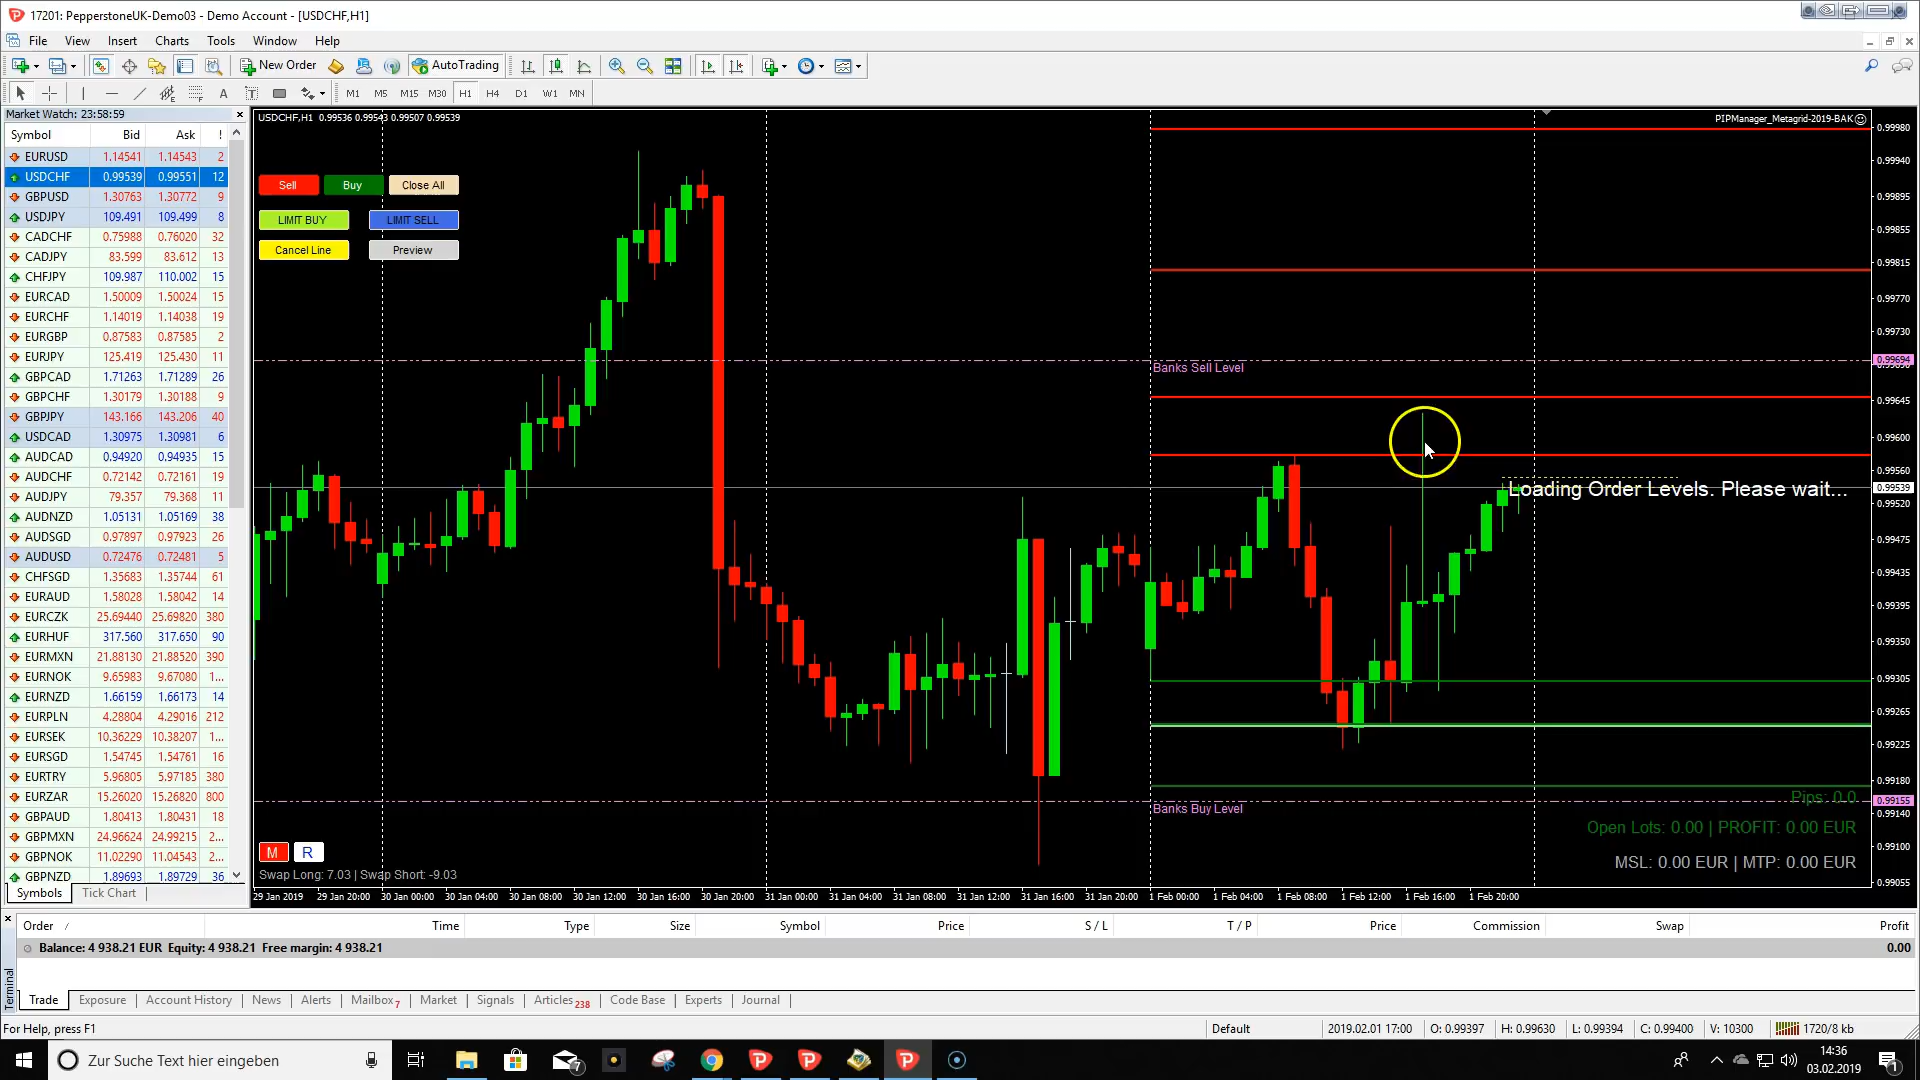 17201: PepperstoneUK-Demo03 - Demo Account - [USDCHF,H1]
File View Insert Charts Tools Window Help
New Order AutoTrading
A T M1 M5 M15 M30 H1 H4 D1 W1 MN
Market Watch: 23:58:59
Symbol Bid Ask !
EURUSD 1.14541 1.14543 2
USDCHF 0.99539 0.99551 12
GBPUSD 1.30763 1.30772 9
USDJPY 109.491 109.499 8
CADCHF 0.75988 0.76020 32
CADJPY 83.599 83.612 13
CHFJPY 109.987 110.002 15
EURCAD 1.50009 1.50024 15
EURCHF 1.14019 1.14038 19
EURGBP 0.87583 0.87585 2
EURJPY 125.419 125.430 11
GBPCAD 1.71263 1.71289 26
GBPCHF 1.30179 1.30188 9
GBPJPY 143.166 143.206 40
USDCAD 1.30975 1.30981 6
AUDCAD 0.94920 0.94935 15
AUDCHF 0.72142 0.72161 19
AUDJPY 79.357 79.368 11
AUDNZD 1.05131 1.05169 38
AUDSGD 0.97897 0.97923 26
AUDUSD 0.72476 0.72481 5
CHFSGD 1.35683 1.35744 61
EURAUD 1.58028 1.58042 14
EURCZK 25.69440 25.69820 380
EURHUF 317.560 317.650 90
EURMXN 21.88130 21.88520 390
EURNOK 9.65983 9.67080 1...
EURNZD 1.66159 1.66173 14
EURPLN 4.28804 4.29016 212
EURSEK 10.36229 10.38207 1...
EURSGD 1.54745 1.54761 16
EURTRY 5.96805 5.97185 380
EURZAR 15.26020 15.26820 800
GBPAUD 1.80413 1.80431 18
GBPMXN 24.96624 24.99215 2...
GBPNOK 11.02290 11.04543 2...
GBPNZD 1.89693 1.89729 36
Symbols Tick Chart
USDCHF,H1 0.99536 0.99543 0.99507 0.99539
PIPManager_Metagrid-2019-BAK
Sell Buy Close All
LIMIT BUY LIMIT SELL
Cancel Line Preview
Banks Sell Level
Loading Order Levels. Please wait...
Banks Buy Level
Pips: 0.0
Open Lots: 0.00 | PROFIT: 0.00 EUR
MSL: 0.00 EUR | MTP: 0.00 EUR
M R
Swap Long: 7.03 | Swap Short: -9.03
0.99980
0.99940
0.99895
0.99855
0.99815
0.99770
0.99730
0.99694
0.99645
0.99600
0.99560
0.99539
0.99520
0.99475
0.99435
0.99395
0.99350
0.99305
0.99265
0.99225
0.99180
0.99155
0.99140
0.99100
0.99055
29 Jan 2019 29 Jan 20:00 30 Jan 00:00 30 Jan 04:00 30 Jan 08:00 30 Jan 12:00 30 Jan 16:00 30 Jan 20:00 31 Jan 00:00 31 Jan 04:00 31 Jan 08:00 31 Jan 12:00 31 Jan 16:00 31 Jan 20:00 1 Feb 00:00 1 Feb 04:00 1 Feb 08:00 1 Feb 12:00 1 Feb 16:00 1 Feb 20:00
Order / Time Type Size Symbol Price S / L T / P Price Commission Swap Profit
Balance: 4 938.21 EUR Equity: 4 938.21 Free margin: 4 938.21 0.00
Terminal
Trade Exposure Account History News Alerts Mailbox 7 Market Signals Articles 238 Code Base Experts Journal
For Help, press F1 Default 2019.02.01 17:00 O: 0.99397 H: 0.99630 L: 0.99394 C: 0.99400 V: 10300 1720/8 kb
Zur Suche Text hier eingeben 7 14:36
03.02.2019 1